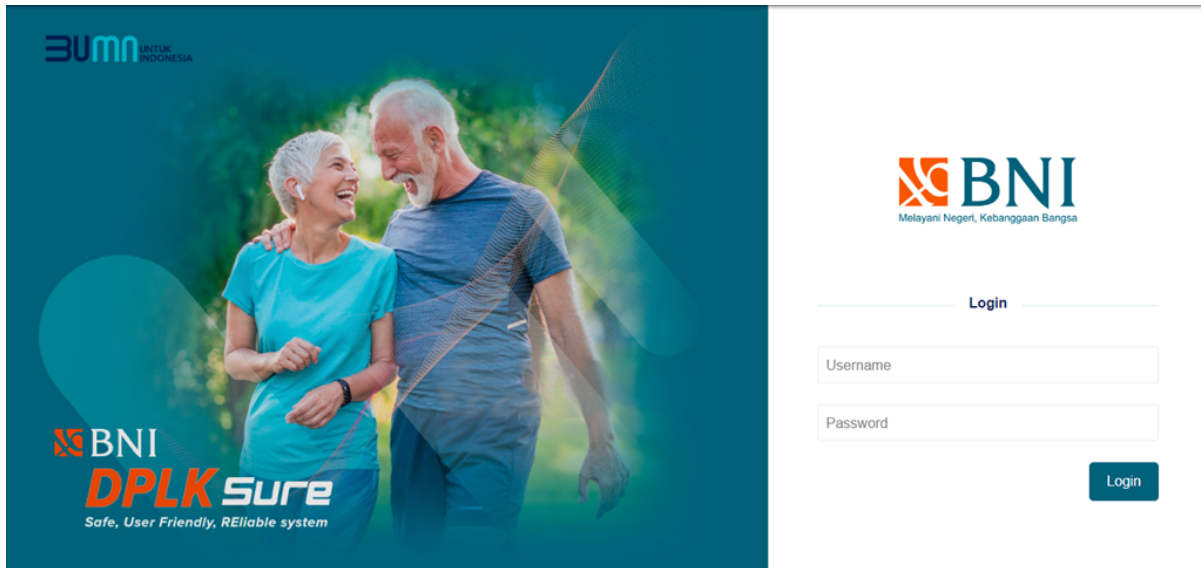 BUMN UNTUK
INDONESIA
BNI
DPLK Sure
Safe, User Friendly, REliable system
BNI
Melayani Negeri, Kebanggaan Bangsa
Login
Username
Password
Login